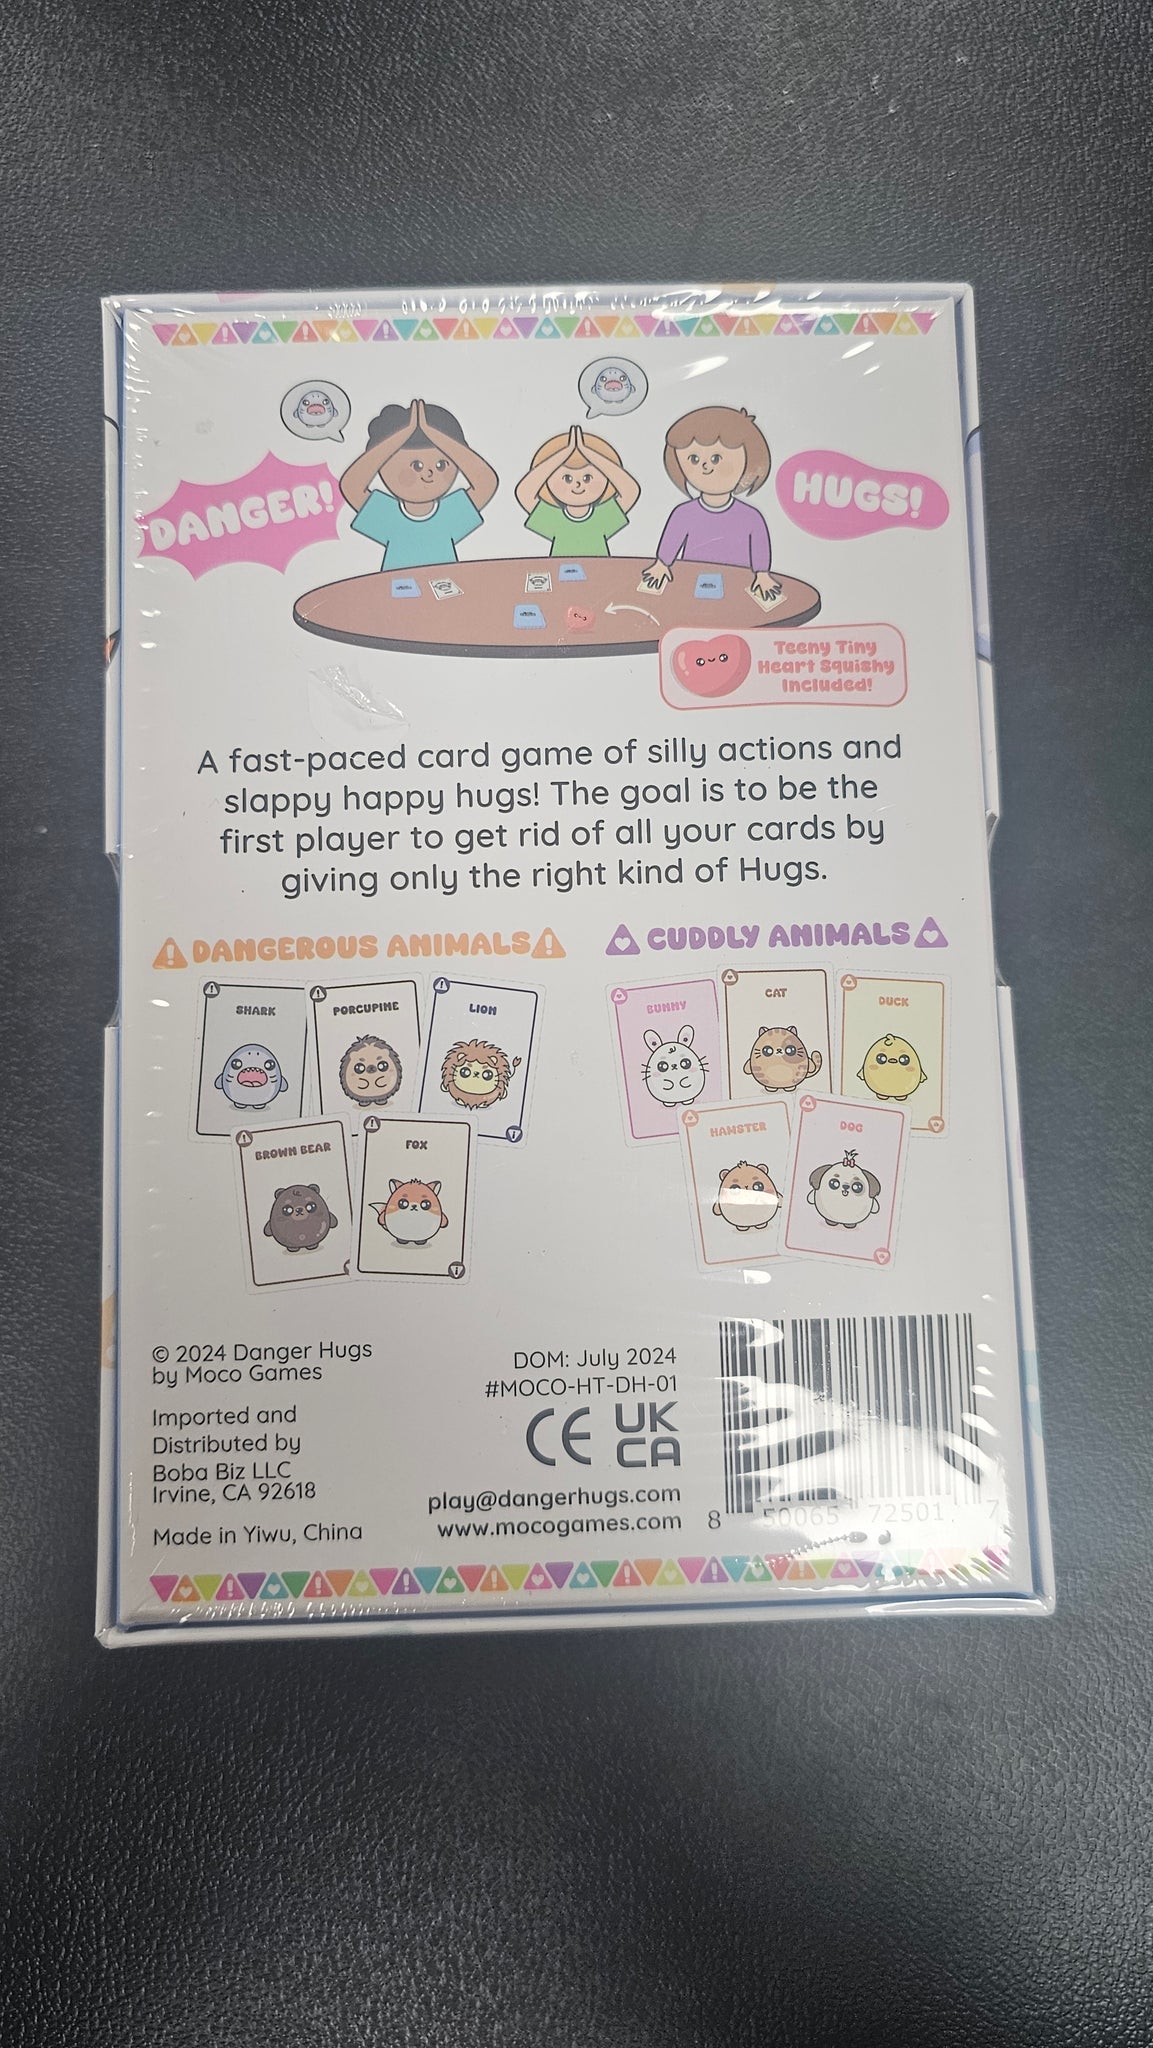 DANGER!
HUGS!
Teeny Tiny
Heart Squishy
Included!
A fast-paced card game of silly actions and
slappy happy hugs! The goal is to be the
first player to get rid of all your cards by
giving only the right kind of Hugs.
DANGEROUS ANIMALS
CUDDLY ANIMALS
SHARK
PORCUPINE
LION
BROWN BEAR
FOX
BUNNY
CAT
DUCK
HAMSTER
DOG
© 2024 Danger Hugs
by Moco Games
Imported and
Distributed by
Boba Biz LLC
Irvine, CA 92618
Made in Yiwu, China
DOM: July 2024
#MOCO-HT-DH-01
CE
UK
CA
play@dangerhugs.com
www.mocogames.com
8 50065 72501 7